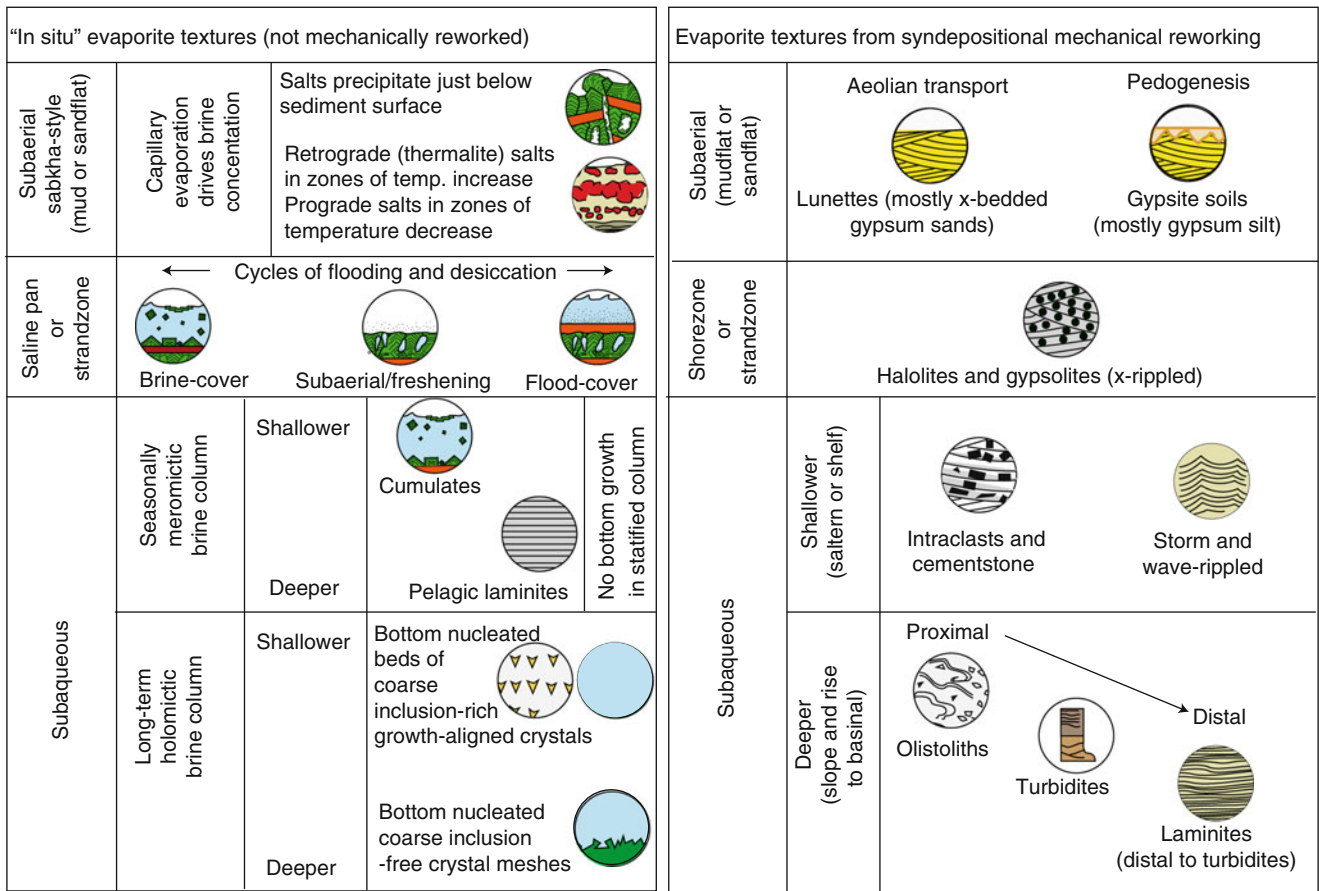 “In situ” evaporite textures (not mechanically reworked)
Subaerial
sabkha-style
(mud or sandflat)
Capillary
evaporation
drives brine
concentration
Salts precipitate just below
sediment surface
Retrograde (thermalite) salts
in zones of temp. increase
Prograde salts in zones of
temperature decrease
Saline pan
or
strandzone
Cycles of flooding and desiccation
Brine-cover
Subaerial/freshening
Flood-cover
Subaqueous
Seasonally
meromictic
brine column
Shallower
Deeper
Cumulates
Pelagic laminites
No bottom growth
in statified column
Long-term
holomictic
brine column
Shallower
Deeper
Bottom nucleated
beds of
coarse
inclusion-rich
growth-aligned crystals
Bottom nucleated
coarse inclusion
-free crystal meshes
Evaporite textures from syndepositional mechanical reworking
Subaerial
(mudflat or
sandflat)
Aeolian transport
Lunettes (mostly x-bedded
gypsum sands)
Pedogenesis
Gypsite soils
(mostly gypsum silt)
Shorezone
or
strandzone
Halolites and gypsolites (x-rippled)
Subaqueous
Shallower
(saltern or shelf)
Intraclasts and
cementstone
Storm and
wave-rippled
Deeper
(slope and rise
to basinal)
Proximal
Olistoliths
Turbidites
Distal
Laminites
(distal to turbidites)